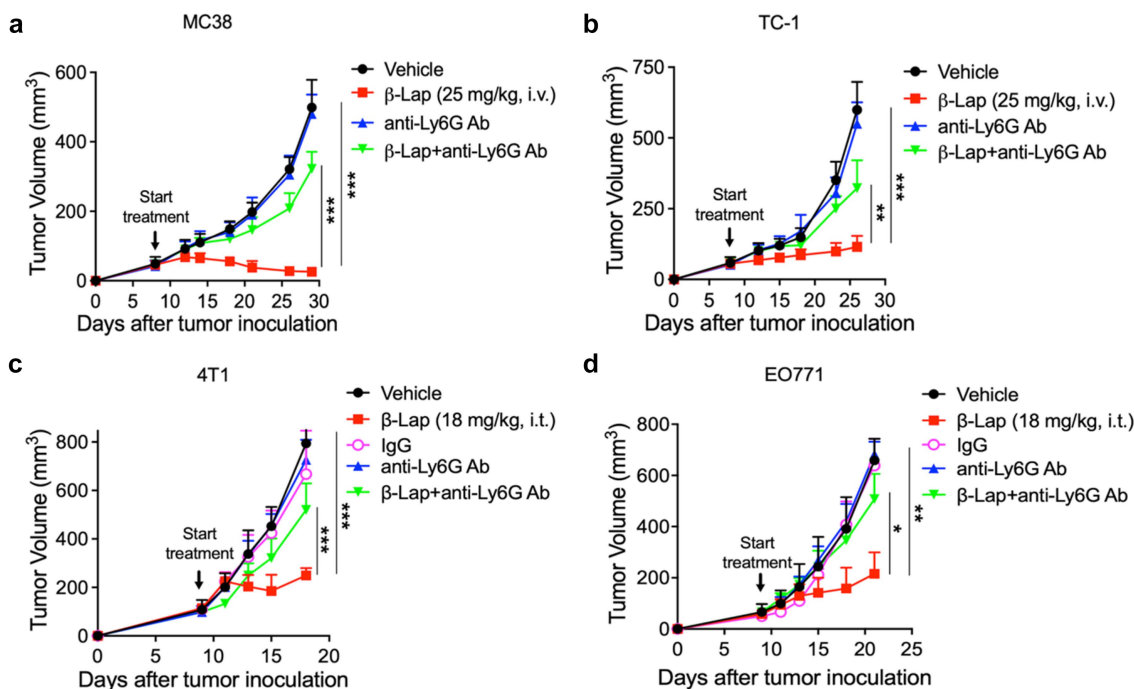 a
MC38
Tumor Volume (mm3)
600
400
200
0
Start
treatment
0 5 10 15 20 25 30
Days after tumor inoculation
Vehicle
β-Lap (25 mg/kg, i.v.)
anti-Ly6G Ab
β-Lap+anti-Ly6G Ab
***
***
b
TC-1
Tumor Volume (mm3)
750
500
250
0
Start
treatment
0 5 10 15 20 25 30
Days after tumor inoculation
Vehicle
β-Lap (25 mg/kg, i.v.)
anti-Ly6G Ab
β-Lap+anti-Ly6G Ab
**
***
c
4T1
Tumor Volume (mm3)
800
600
400
200
0
Start
treatment
0 5 10 15 20
Days after tumor inoculation
Vehicle
β-Lap (18 mg/kg, i.t.)
IgG
anti-Ly6G Ab
β-Lap+anti-Ly6G Ab
***
***
d
EO771
Tumor Volume (mm3)
800
600
400
200
0
Start
treatment
0 5 10 15 20 25
Days after tumor inoculation
Vehicle
β-Lap (18 mg/kg, i.t.)
IgG
anti-Ly6G Ab
β-Lap+anti-Ly6G Ab
*
**